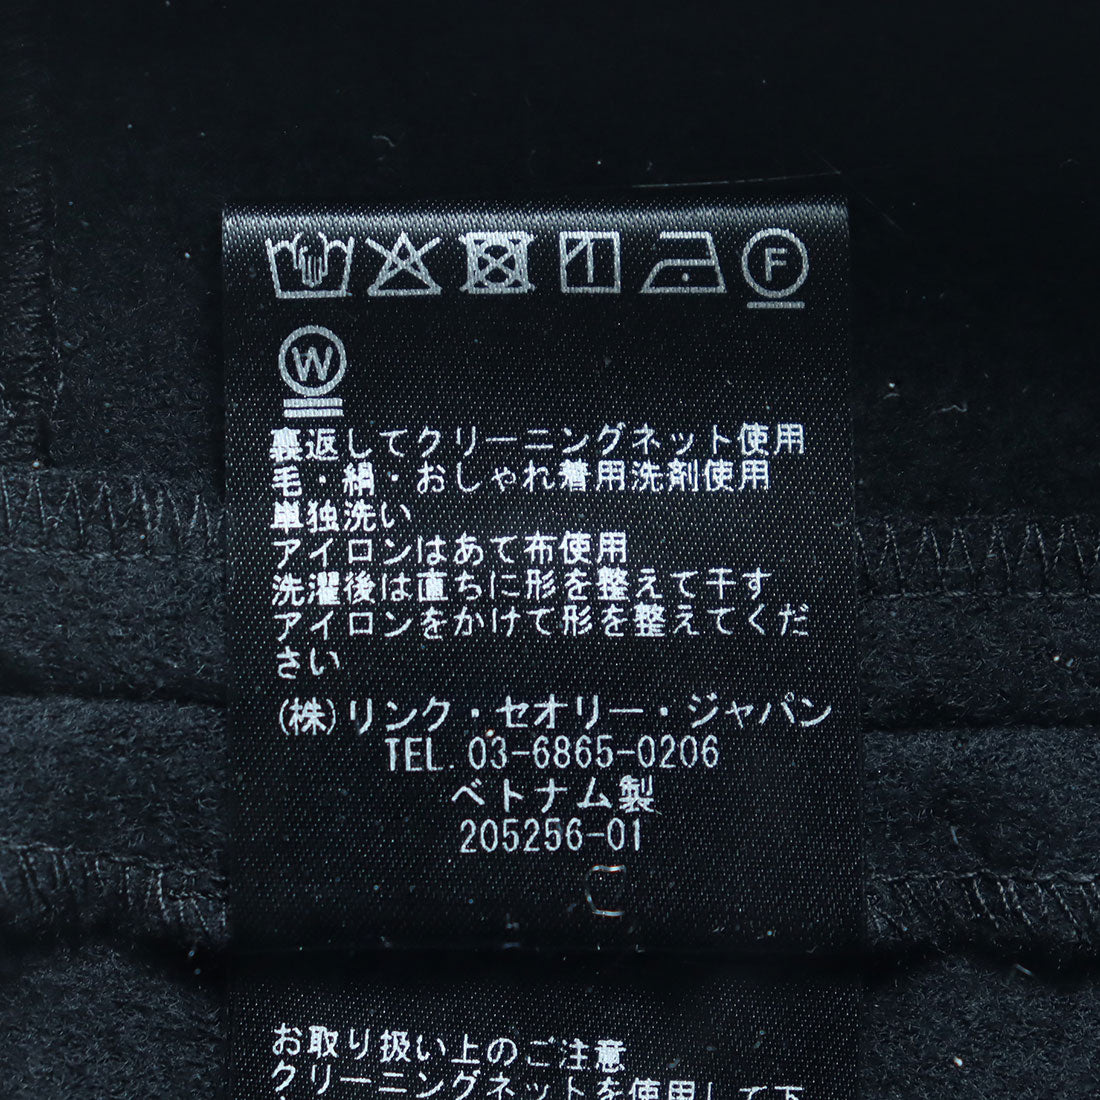 F
W
裏返してクリーニングネット使用
毛・絹・おしゃれ着用洗剤使用
単独洗い
アイロンはあて布使用
洗濯後は直ちに形を整えて干す
アイロンをかけて形を整えてくだ
さい
(株)リンク・セオリー・ジャパン
TEL. 03-6865-0206
ベトナム製
205256-01
お取り扱い上のご注意
クリーニングネットを使用して下